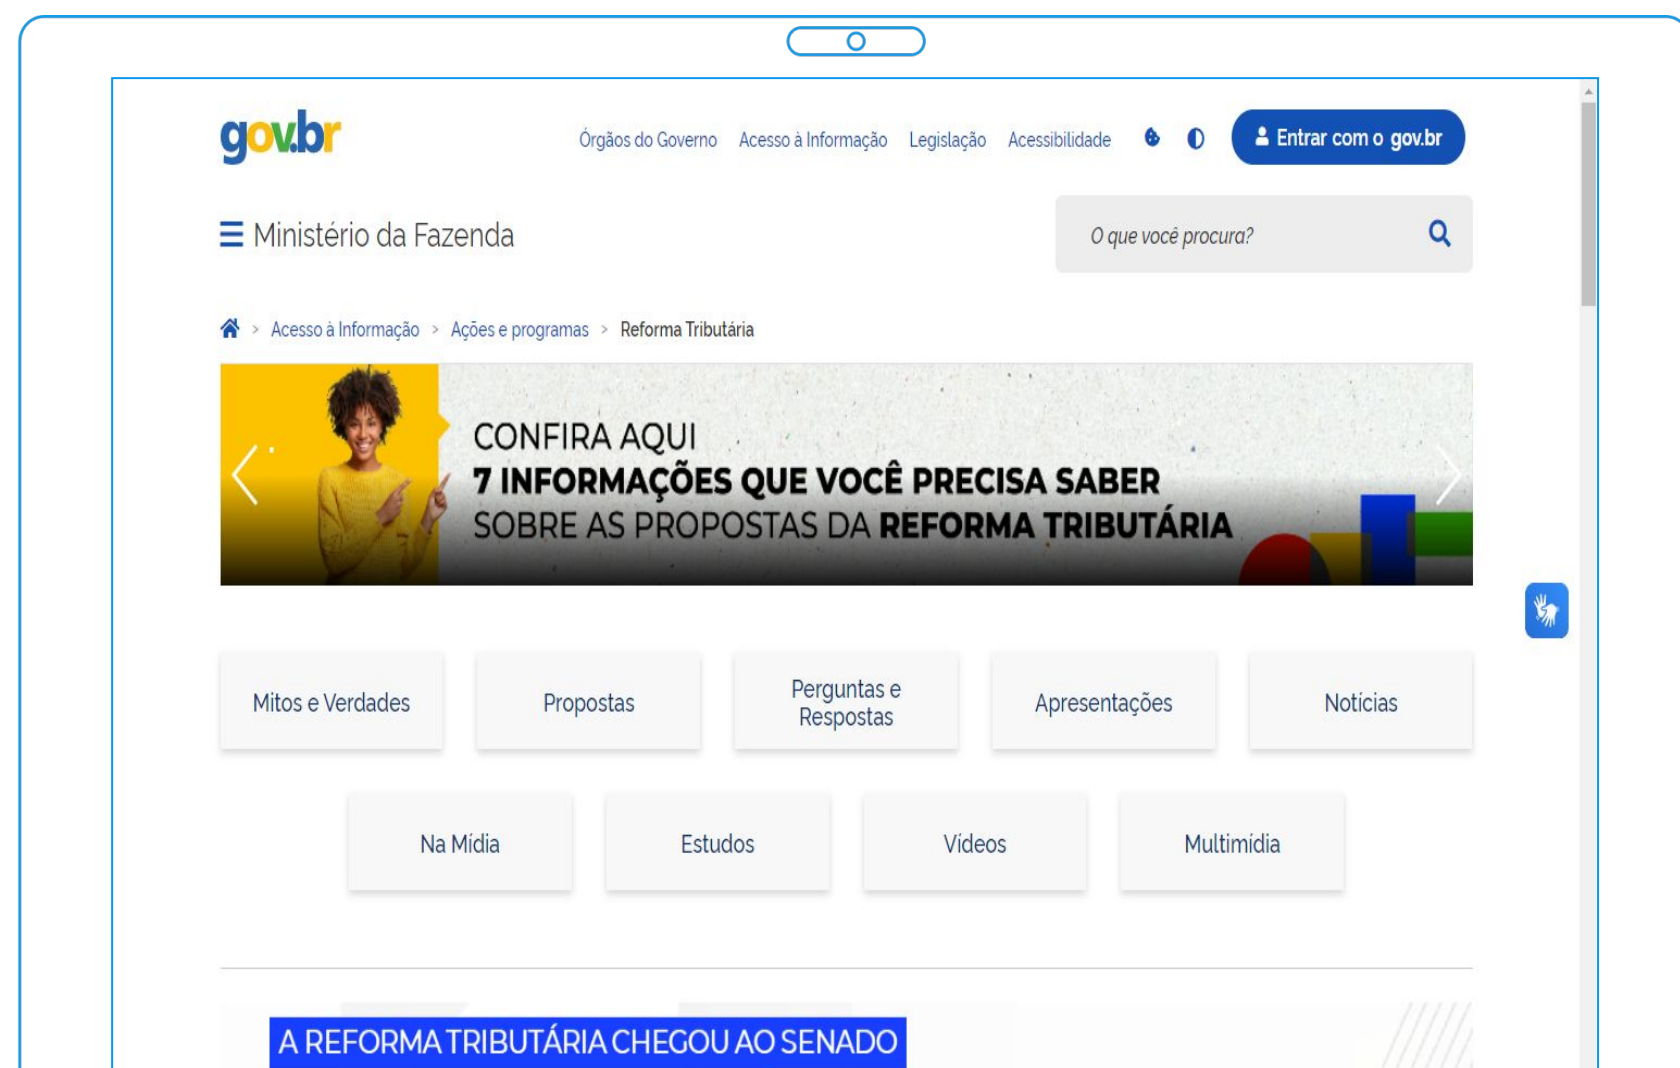 gov.br
Órgãos do Governo Acesso à Informação Legislação Acessibilidade Entrar com o gov.br
Ministério da Fazenda
O que você procura?
> Acesso à Informação > Ações e programas > Reforma Tributária
CONFIRA AQUI
7 INFORMAÇÕES QUE VOCÊ PRECISA SABER
SOBRE AS PROPOSTAS DA REFORMA TRIBUTÁRIA
Mitos e Verdades
Propostas
Perguntas e
Respostas
Apresentações
Notícias
Na Mídia
Estudos
Vídeos
Multimídia
A REFORMA TRIBUTÁRIA CHEGOU AO SENADO